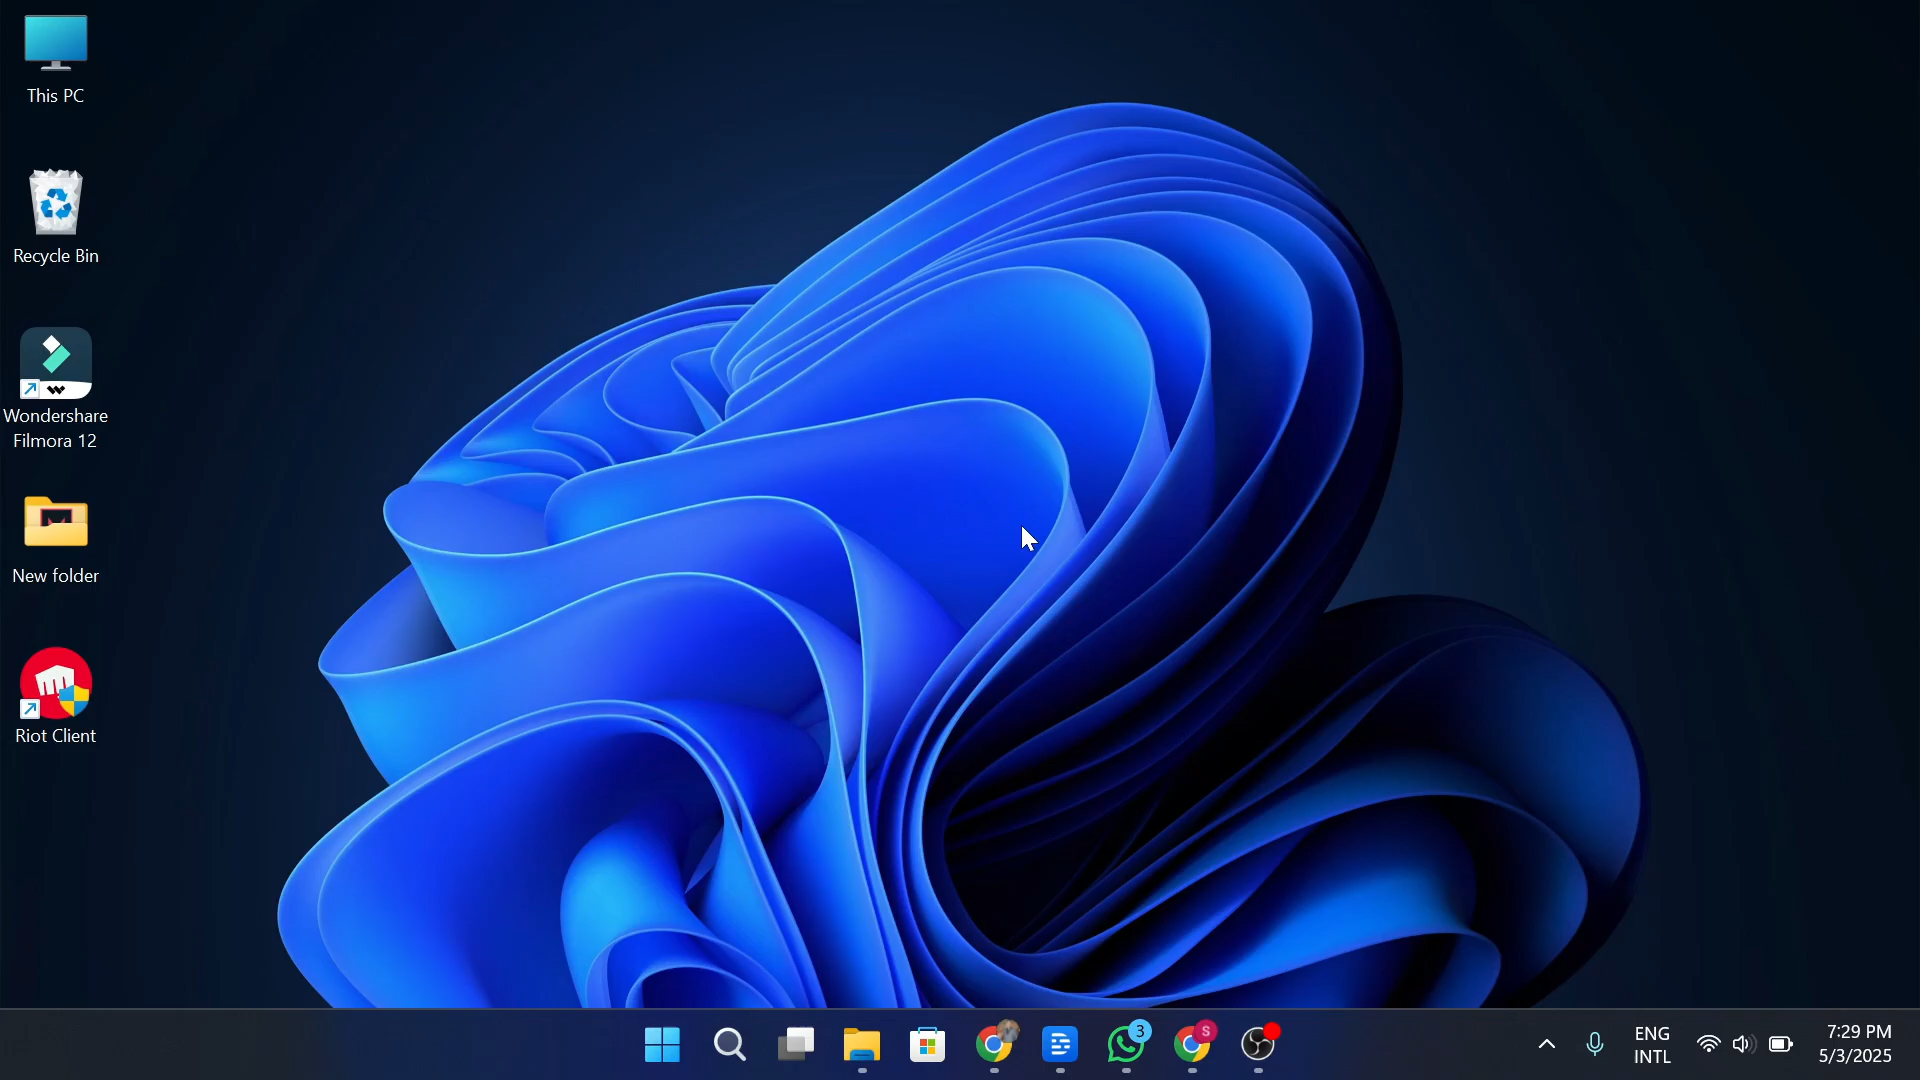 This PC
Recycle Bin
Wondershare
Filmora 12
New folder
Riot Client
3
S
ENG
INTL
7:29 PM
5/3/2025